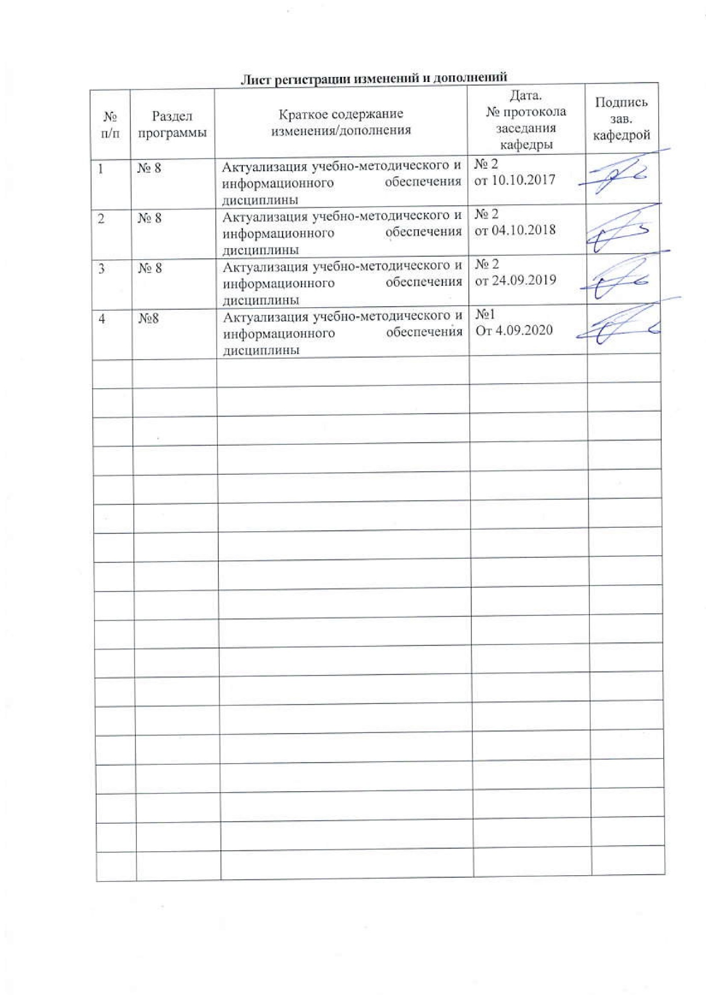 Лист регистрации изменений и дополнений
№
п/п
Раздел
программы
Краткое содержание
изменения/дополнения
Дата.
№ протокола
заседания
кафедры
Подпись
зав.
кафедрой
1
№ 8
Актуализация учебно-методического и
информационного обеспечения
дисциплины
№ 2
от 10.10.2017
2
№ 8
Актуализация учебно-методического и
информационного обеспечения
дисциплины
№ 2
от 04.10.2018
3
№ 8
Актуализация учебно-методического и
информационного обеспечения
дисциплины
№ 2
от 24.09.2019
4
№8
Актуализация учебно-методического и
информационного обеспечения
дисциплины
№1
От 4.09.2020